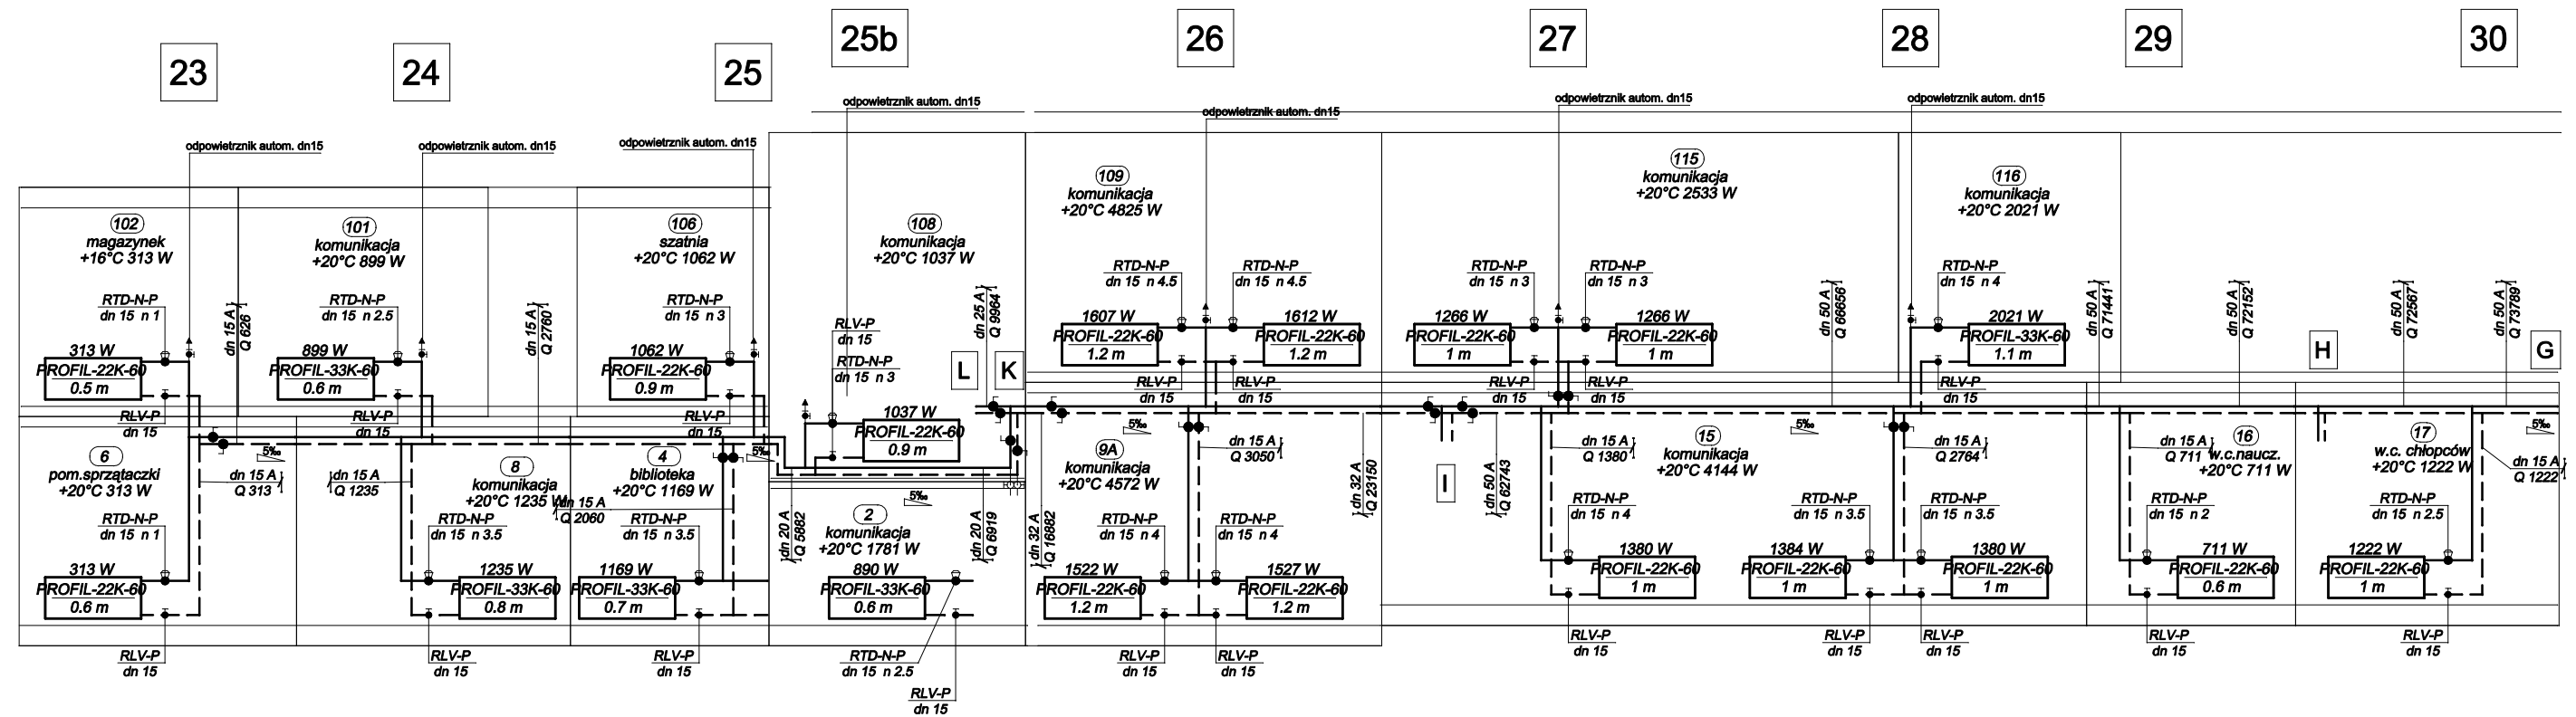 23
24
25
25b
26
27
28
29
30
odpowietrznik autom. dn15
odpowietrznik autom. dn15
odpowietrznik autom. dn15
odpowietrznik autom. dn15
odpowietrznik autom. dn15
odpowietrznik autom. dn15
odpowietrznik autom. dn15
102
magazynek
+16°C 313 W
RTD-N-P
dn 15 n 1
313 W
PROFIL-22K-60
0.5 m
RLV-P
dn 15
dn 15 A
Q 626
101
komunikacja
+20°C 899 W
RTD-N-P
dn 15 n 2.5
899 W
PROFIL-33K-60
0.6 m
RLV-P
dn 15
dn 15 A
Q 2760
106
szatnia
+20°C 1062 W
RTD-N-P
dn 15 n 3
1062 W
PROFIL-22K-60
0.9 m
RLV-P
dn 15
108
komunikacja
+20°C 1037 W
RLV-P
dn 15
RTD-N-P
dn 15 n 3
1037 W
PROFIL-22K-60
0.9 m
L
K
dn 25 A
Q 9964
109
komunikacja
+20°C 4825 W
RTD-N-P
dn 15 n 4.5
RTD-N-P
dn 15 n 4.5
1607 W
PROFIL-22K-60
1.2 m
1612 W
PROFIL-22K-60
1.2 m
RLV-P
dn 15
RLV-P
dn 15
115
komunikacja
+20°C 2533 W
RTD-N-P
dn 15 n 3
RTD-N-P
dn 15 n 3
1266 W
PROFIL-22K-60
1 m
1266 W
PROFIL-22K-60
1 m
RLV-P
dn 15
RLV-P
dn 15
dn 50 A
Q 66656
116
komunikacja
+20°C 2021 W
RTD-N-P
dn 15 n 4
2021 W
PROFIL-33K-60
1.1 m
RLV-P
dn 15
dn 50 A
Q 71441
dn 50 A
Q 72152
H
dn 50 A
Q 72567
dn 50 A
Q 73789
G
6
pom.sprzątaczki
+20°C 313 W
RTD-N-P
dn 15 n 1
313 W
PROFIL-22K-60
0.6 m
RLV-P
dn 15
5‰
dn 15 A
Q 313
dn 15 A
Q 1235
8
komunikacja
+20°C 1235 W
RTD-N-P
dn 15 n 3.5
1235 W
PROFIL-33K-60
0.8 m
RLV-P
dn 15
dn 15 A
Q 2060
4
biblioteka
+20°C 1169 W
RTD-N-P
dn 15 n 3.5
1169 W
PROFIL-33K-60
0.7 m
RLV-P
dn 15
5‰
dn 20 A
Q 5882
5‰
2
komunikacja
+20°C 1781 W
890 W
PROFIL-33K-60
0.6 m
RTD-N-P
dn 15 n 2.5
RLV-P
dn 15
dn 20 A
Q 6919
dn 32 A
Q 16882
9A
komunikacja
+20°C 4572 W
5‰
dn 15 A
Q 3050
RTD-N-P
dn 15 n 4
RTD-N-P
dn 15 n 4
1522 W
PROFIL-22K-60
1.2 m
1527 W
PROFIL-22K-60
1.2 m
RLV-P
dn 15
RLV-P
dn 15
dn 32 A
Q 23150
I
dn 50 A
Q 62743
dn 15 A
Q 1380
15
komunikacja
+20°C 4144 W
5‰
dn 15 A
Q 2764
RTD-N-P
dn 15 n 4
1380 W
PROFIL-22K-60
1 m
RLV-P
dn 15
RTD-N-P
dn 15 n 3.5
RTD-N-P
dn 15 n 3.5
1384 W
PROFIL-22K-60
1 m
1380 W
PROFIL-22K-60
1 m
RLV-P
dn 15
RLV-P
dn 15
dn 15 A
Q 711
16
w.c.naucz.
+20°C 711 W
RTD-N-P
dn 15 n 2
711 W
PROFIL-22K-60
0.6 m
RLV-P
dn 15
17
w.c. chłopców
+20°C 1222 W
5‰
dn 15 A
Q 1222
RTD-N-P
dn 15 n 2.5
1222 W
PROFIL-22K-60
1 m
RLV-P
dn 15